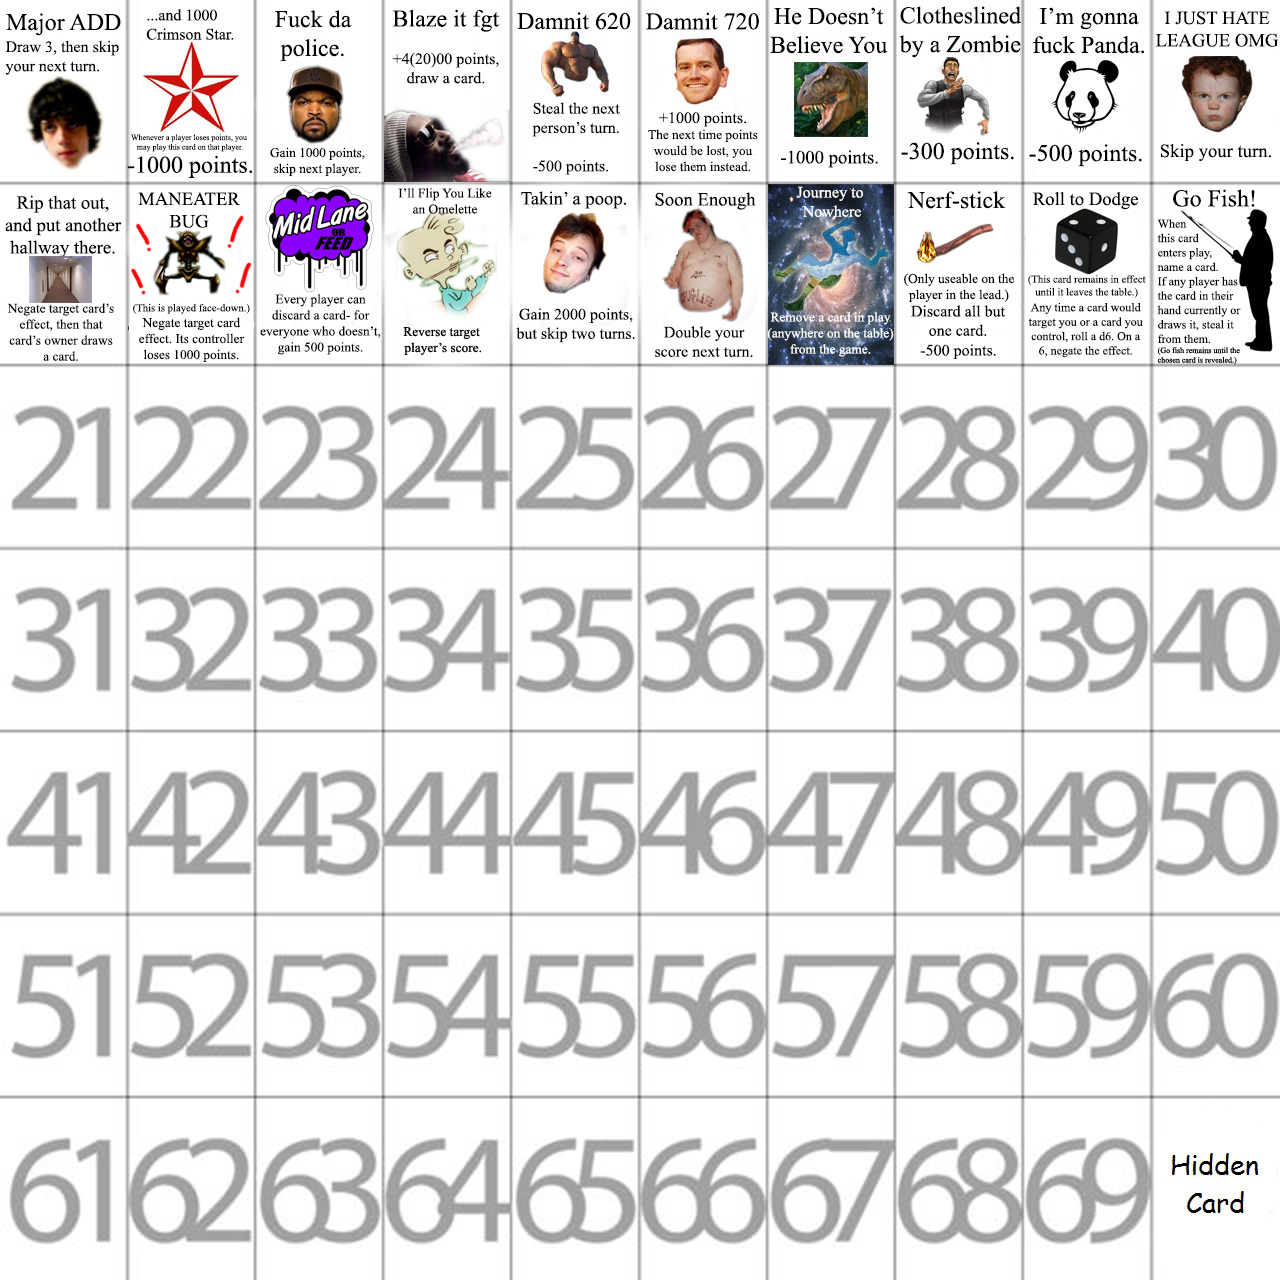 Major ADD
Draw 3, then skip
your next turn.
...and 1000
Crimson Star.
Whenever a player loses points, you
may play this card on that player.
-1000 points.
Fuck da
police.
Gain 1000 points,
skip next player.
Blaze it fgt
+4(20)00 points,
draw a card.
Damnit 620
Steal the next
person's turn.
-500 points.
Damnit 720
+1000 points.
The next time points
would be lost, you
lose them instead.
He Doesn't
Believe You
-1000 points.
Clotheslined
by a Zombie
-300 points.
I'm gonna
fuck Panda.
-500 points.
I JUST HATE
LEAGUE OMG
Skip your turn.
Rip that out,
and put another
hallway there.
Negate target card's
effect, then that
card's owner draws
a card.
MANEATER
BUG
(This is played face-down.)
Negate target card
effect. Its controller
loses 1000 points.
Mid Lane
OR
FEED
Every player can
discard a card- for
everyone who doesn't,
gain 500 points.
I'll Flip You Like
an Omelette
Reverse target
player's score.
Takin' a poop.
Gain 2000 points,
but skip two turns.
Soon Enough
THUG LIFE
Double your
score next turn.
Journey to
Nowhere
Remove a card in play
(anywhere on the table)
from the game.
Nerf-stick
(Only useable on the
player in the lead.)
Discard all but
one card.
-500 points.
Roll to Dodge
(This card remains in effect
until it leaves the table.)
Any time a card would
target you or a card you
control, roll a d6. On a
6, negate the effect.
Go Fish!
When
this card
enters play,
name a card.
If any player has
the card in their
hand currently or
draws it, steal it
from them.
(Go fish remains until the
chosen card is revealed.)
21 22 23 24 25 26 27 28 29 30
31 32 33 34 35 36 37 38 39 40
41 42 43 44 45 46 47 48 49 50
51 52 53 54 55 56 57 58 59 60
61 62 63 64 65 66 67 68 69
Hidden
Card